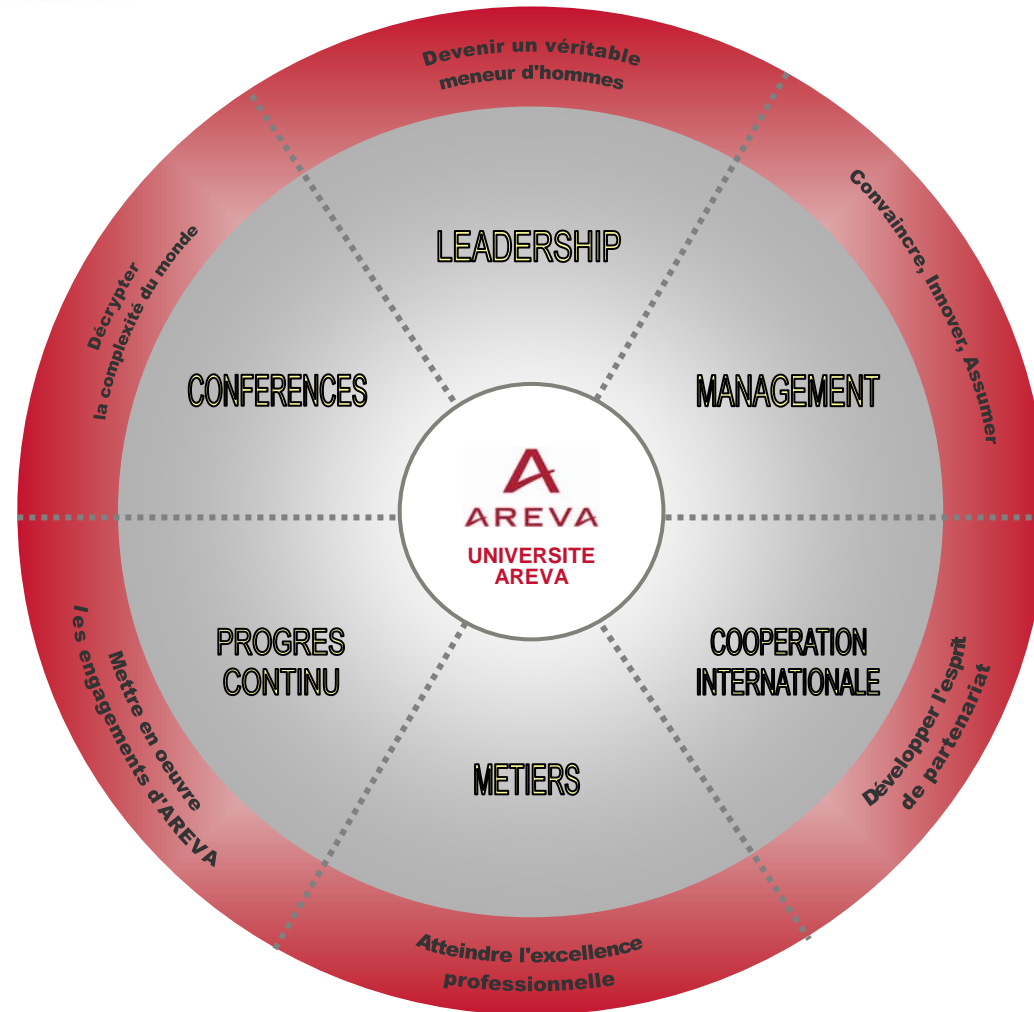 Devenir un véritable
meneur d'hommes
LEADERSHIP
Convaincre, Innover, Assumer
MANAGEMENT
Développer l'esprit
de partenariat
COOPERATION
INTERNATIONALE
METIERS
Atteindre l'excellence
professionnelle
PROGRES
CONTINU
Mettre en oeuvre
les engagements d'AREVA
CONFERENCES
Décrypter
la complexité du monde
AREVA
UNIVERSITE
AREVA